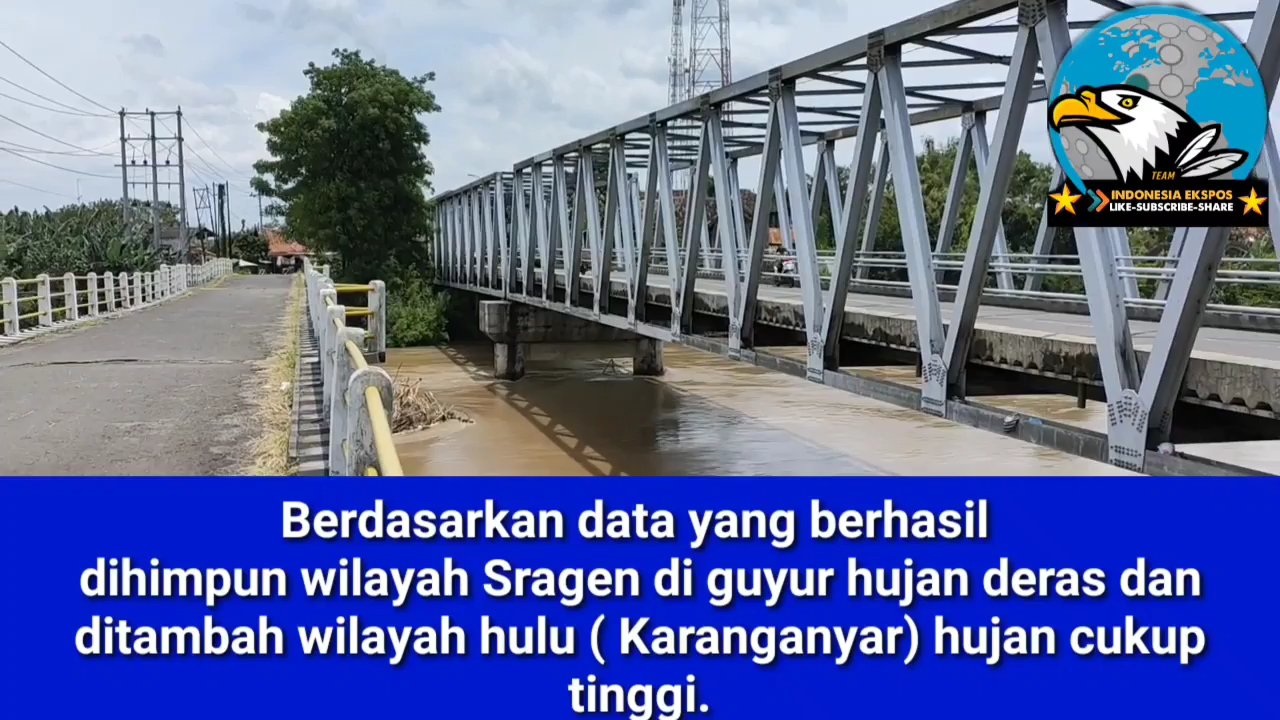 TEAM
INDONESIA EKSPOS
LIKE-SUBSCRIBE-SHARE
Berdasarkan data yang berhasil
dihimpun wilayah Sragen di guyur hujan deras dan
ditambah wilayah hulu ( Karanganyar) hujan cukup
tinggi.